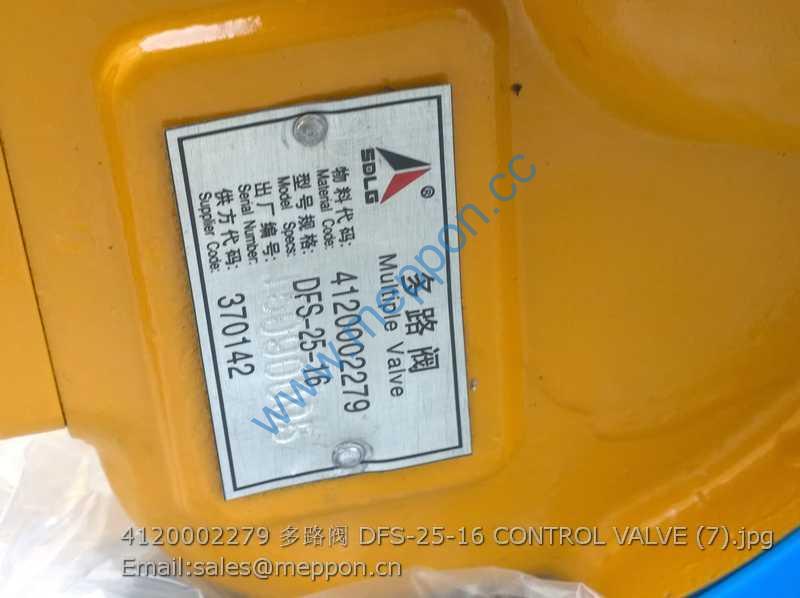 SDLG
®
多路阀
Multiple Valve
物料代码:
Material Code:
4120002279
型号规格:
Model Specs:
DFS-25-16
出厂编号:
Serial Number:
供方代码:
Supplier Code:
370142
www.meppon.cc
4120002279 多路阀 DFS-25-16 CONTROL VALVE (7).jpg
Email:sales@meppon.cn